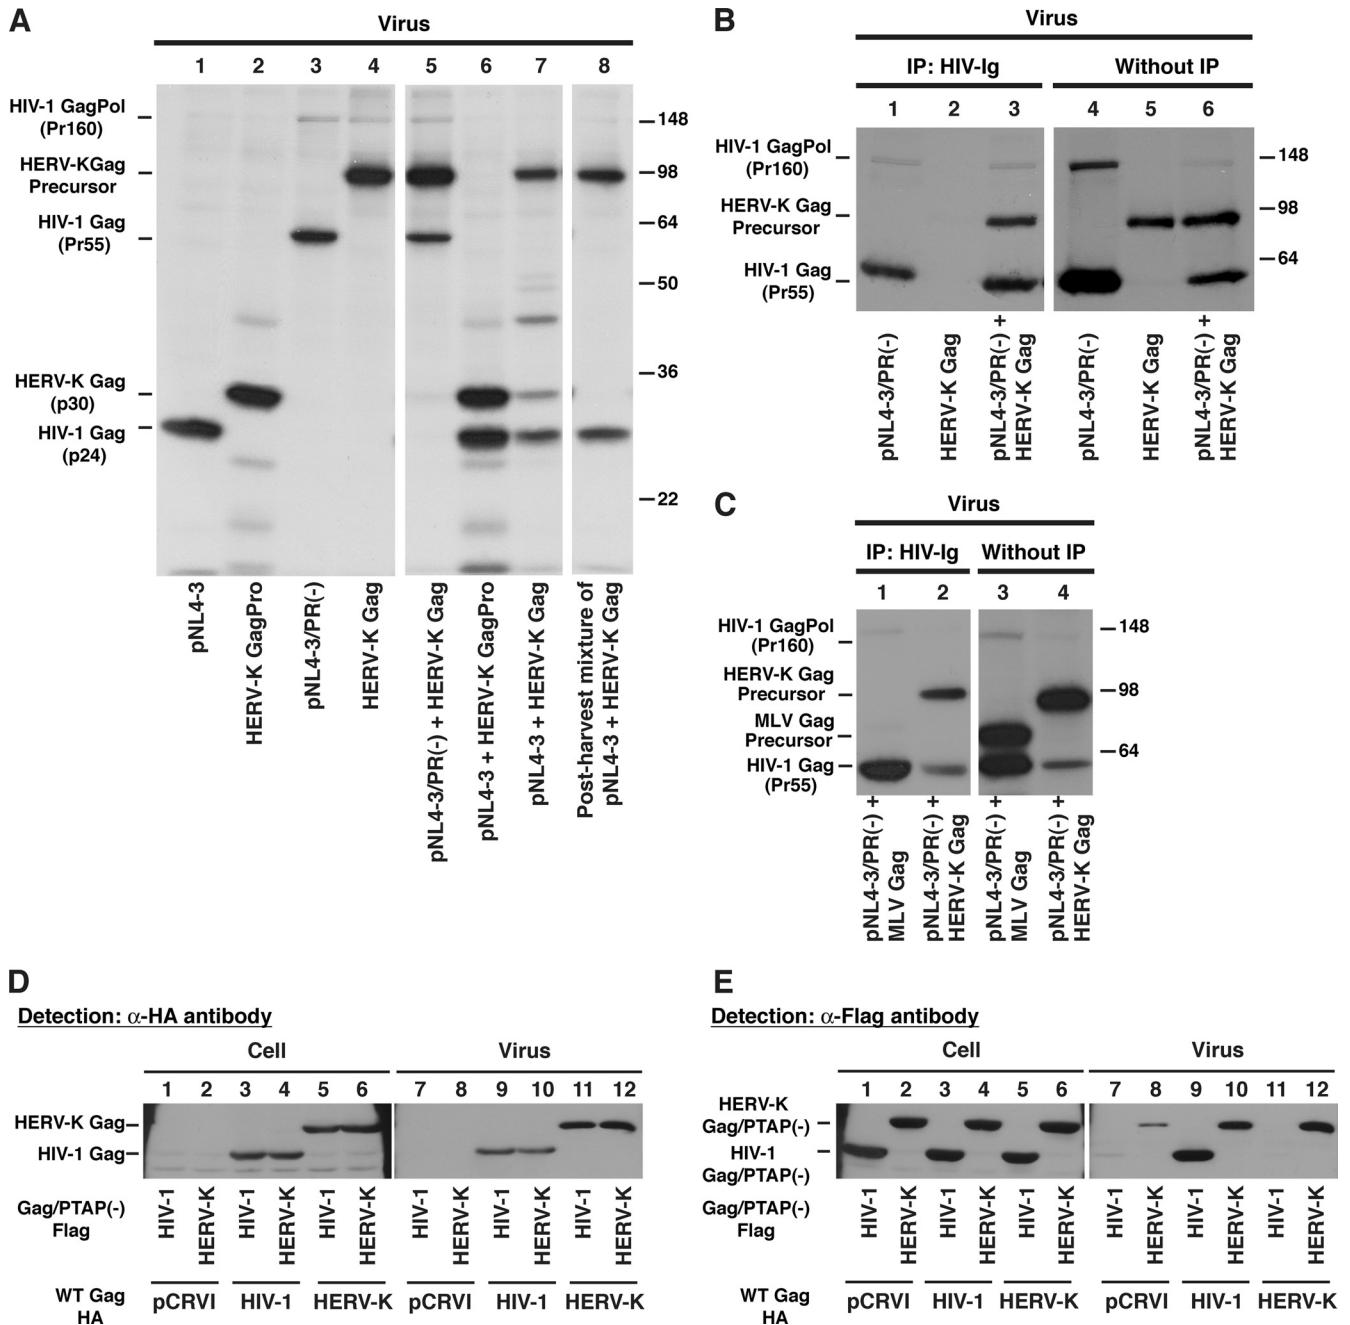 A
Virus
1 2 3 4 5 6 7 8
HIV-1 GagPol
(Pr160)
HERV-KGag
Precursor
HIV-1 Gag
(Pr55)
HERV-K Gag
(p30)
HIV-1 Gag
(p24)
148
98
64
50
36
22
pNL4-3
HERV-K GagPro
pNL4-3/PR(-)
HERV-K Gag
pNL4-3/PR(-) + HERV-K Gag
pNL4-3 + HERV-K GagPro
pNL4-3 + HERV-K Gag
Post-harvest mixture of
pNL4-3 + HERV-K Gag
B
Virus
IP: HIV-Ig Without IP
1 2 3 4 5 6
HIV-1 GagPol
(Pr160)
HERV-K Gag
Precursor
HIV-1 Gag
(Pr55)
148
98
64
pNL4-3/PR(-)
HERV-K Gag
pNL4-3/PR(-) +
HERV-K Gag
pNL4-3/PR(-)
HERV-K Gag
pNL4-3/PR(-) +
HERV-K Gag
C
Virus
IP: HIV-Ig Without IP
1 2 3 4
HIV-1 GagPol
(Pr160)
HERV-K Gag
Precursor
MLV Gag
Precursor
HIV-1 Gag
(Pr55)
148
98
64
pNL4-3/PR(-) +
MLV Gag
pNL4-3/PR(-) +
HERV-K Gag
pNL4-3/PR(-) +
MLV Gag
pNL4-3/PR(-) +
HERV-K Gag
D
Detection: α-HA antibody
Cell Virus
1 2 3 4 5 6 7 8 9 10 11 12
HERV-K Gag
HIV-1 Gag
Gag/PTAP(-)
Flag
HIV-1 HERV-K HIV-1 HERV-K HIV-1 HERV-K HIV-1 HERV-K HIV-1 HERV-K HIV-1 HERV-K
WT Gag
HA
pCRVI HIV-1 HERV-K pCRVI HIV-1 HERV-K
E
Detection: α-Flag antibody
Cell Virus
1 2 3 4 5 6 7 8 9 10 11 12
HERV-K
Gag/PTAP(-)
HIV-1
Gag/PTAP(-)
Gag/PTAP(-)
Flag
HIV-1 HERV-K HIV-1 HERV-K HIV-1 HERV-K HIV-1 HERV-K HIV-1 HERV-K HIV-1 HERV-K
WT Gag
HA
pCRVI HIV-1 HERV-K pCRVI HIV-1 HERV-K